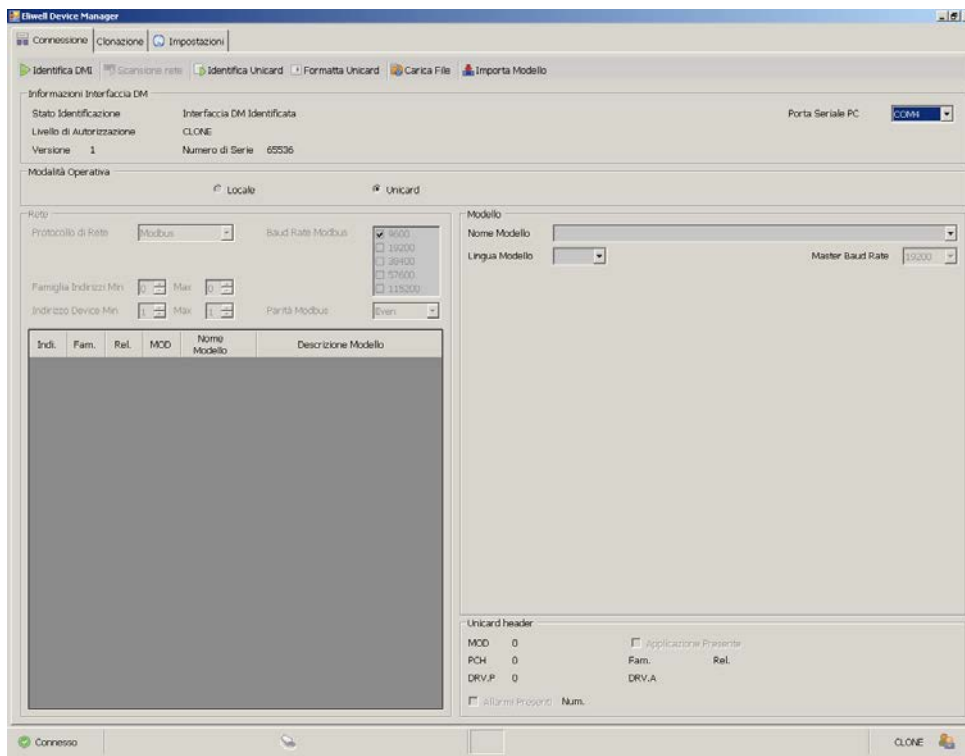 Eliwell Device Manager
Connessione Clonazione Impostazioni
Identifica DMI Scansione rete Identifica Unicard Formatta Unicard Carica File Importa Modello
Informazioni Interfaccia DM
Stato Identificazione Interfaccia DM Identificata Porta Seriale PC COM4
Livello di Autorizzazione CLONE
Versione 1 Numero di Serie 65536
Modalità Operativa
Locale Unicard
Rete
Protocollo di Rete Modbus Baud Rate Modbus 9600
19200
38400
57600
115200
Famiglia Indirizzi Min 0 Max 0
Indirizzo Device Min 1 Max 1 Parità Modbus Even
Indi. Fam. Rel. MOD Nome Modello Descrizione Modello
Modello
Nome Modello
Lingua Modello Master Baud Rate 19200
Unicard header
MOD 0 Applicazione Presente
PCH 0 Fam. Rel.
DRV.P 0 DRV.A
Allarmi Presenti Num.
Connesso CLONE